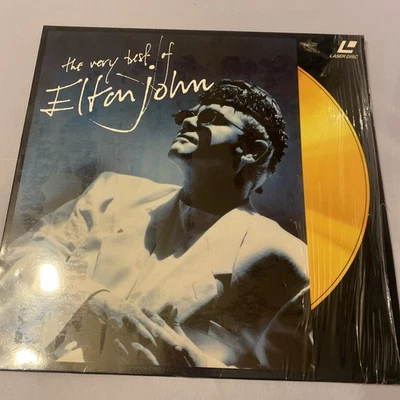 the very best of
Elton John
LASER DISC